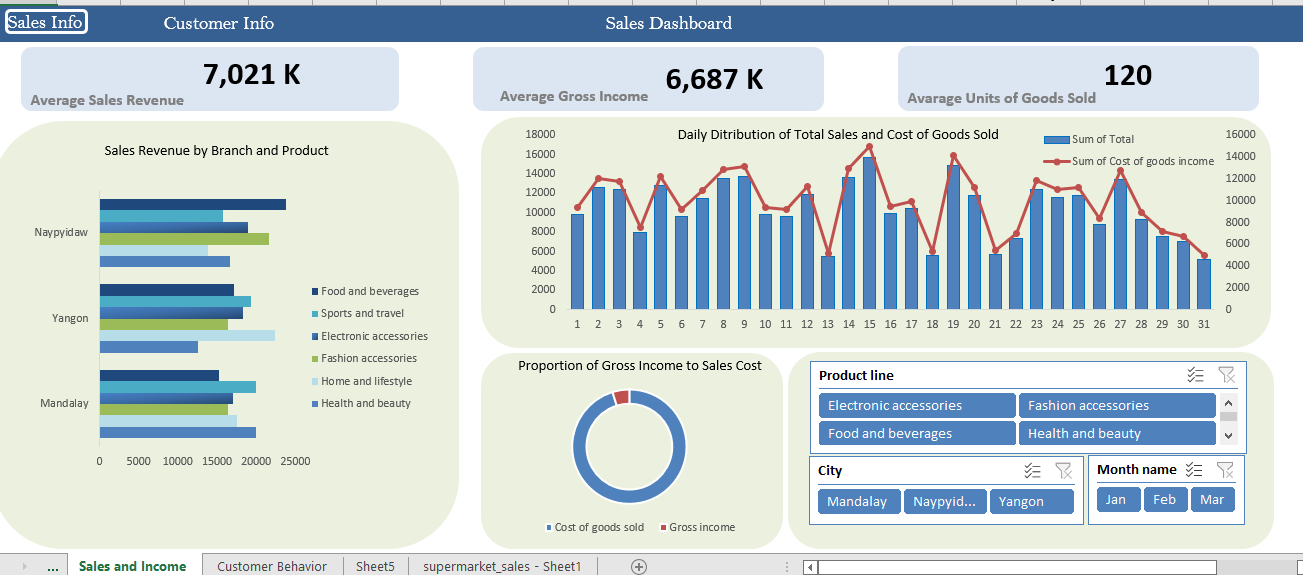 Sales Info
Customer Info
Sales Dashboard
7,021 K
Average Sales Revenue
6,687 K
Average Gross Income
120
Avarage Units of Goods Sold
Sales Revenue by Branch and Product
Naypyidaw
Yangon
Mandalay
0 5000 10000 15000 20000 25000
Food and beverages
Sports and travel
Electronic accessories
Fashion accessories
Home and lifestyle
Health and beauty
Daily Ditribution of Total Sales and Cost of Goods Sold
Sum of Total
Sum of Cost of goods income
18000
16000
14000
12000
10000
8000
6000
4000
2000
0
16000
14000
12000
10000
8000
6000
4000
2000
0
1 2 3 4 5 6 7 8 9 10 11 12 13 14 15 16 17 18 19 20 21 22 23 24 25 26 27 28 29 30 31
Proportion of Gross Income to Sales Cost
Cost of goods sold Gross income
Product line
Electronic accessories Fashion accessories
Food and beverages Health and beauty
City
Mandalay Naypyid... Yangon
Month name
Jan Feb Mar
... Sales and Income Customer Behavior Sheet5 supermarket_sales - Sheet1